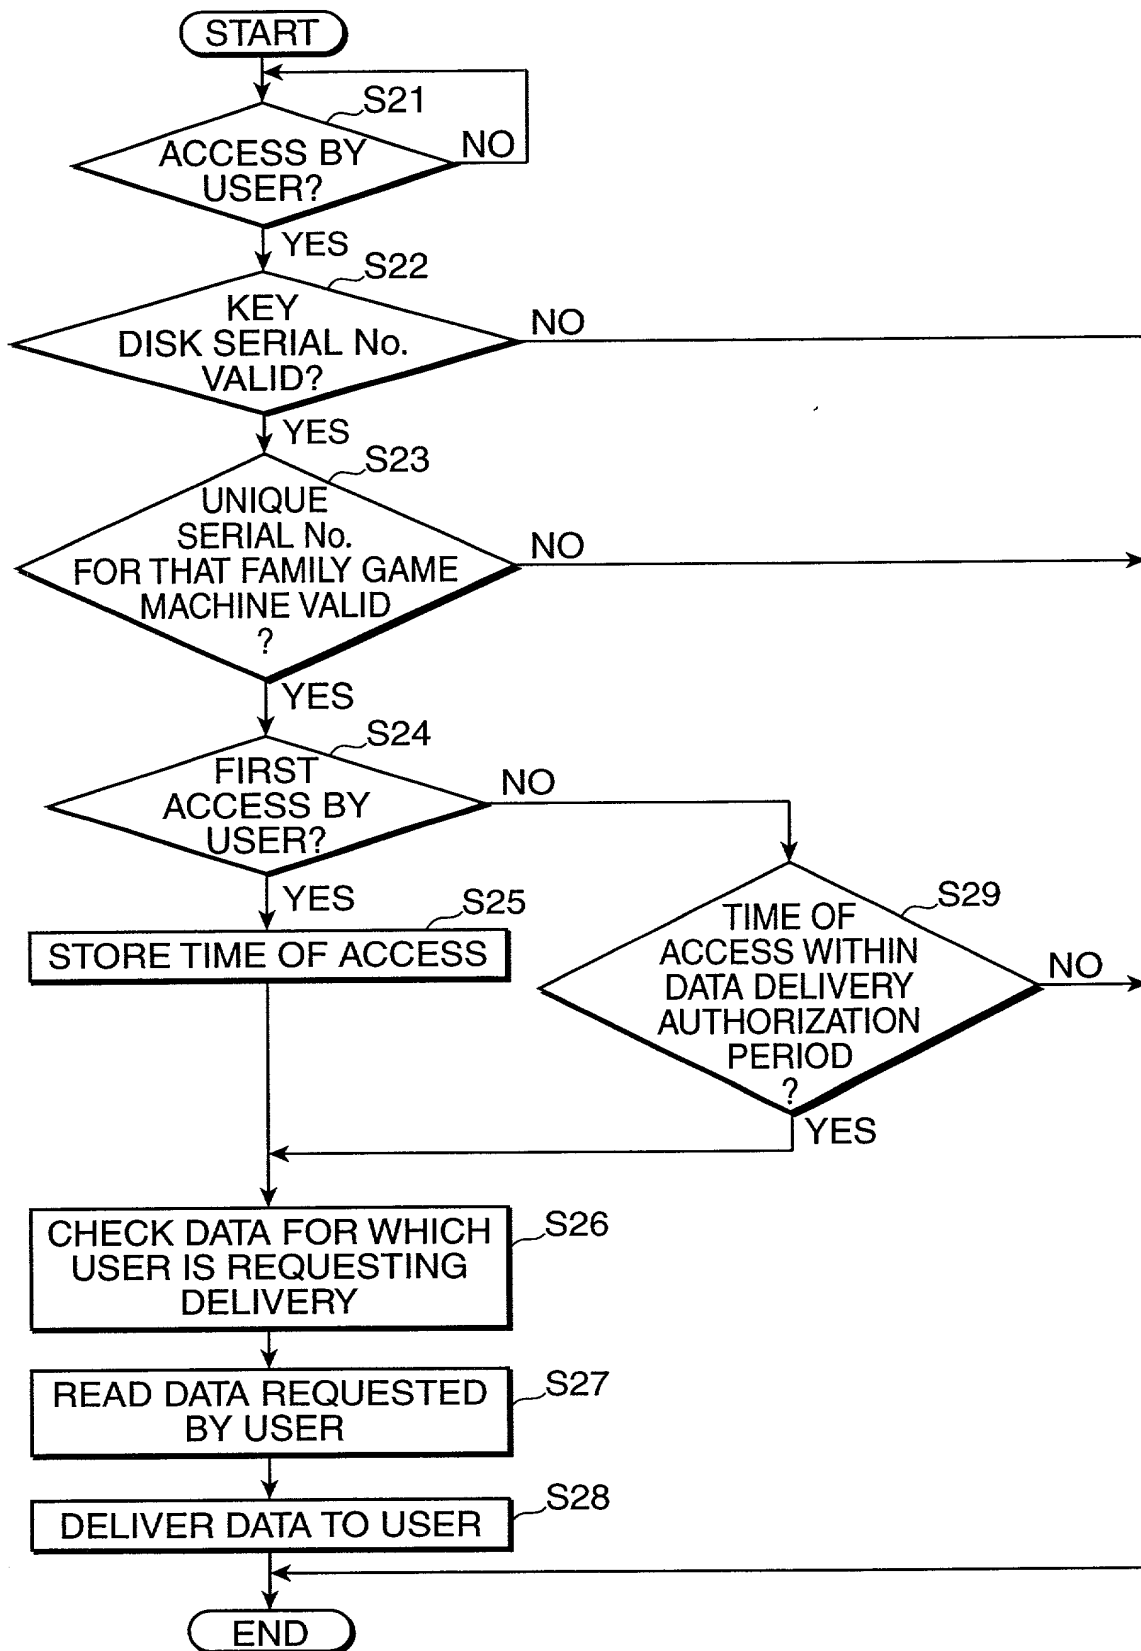 START
S21
ACCESS BY
USER?
NO
YES
S22
KEY
DISK SERIAL No.
VALID?
NO
YES
S23
UNIQUE
SERIAL No.
FOR THAT FAMILY GAME
MACHINE VALID
?
NO
YES
S24
FIRST
ACCESS BY
USER?
NO
YES
S25
STORE TIME OF ACCESS
S29
TIME OF
ACCESS WITHIN
DATA DELIVERY
AUTHORIZATION
PERIOD
?
NO
YES
S26
CHECK DATA FOR WHICH
USER IS REQUESTING
DELIVERY
S27
READ DATA REQUESTED
BY USER
S28
DELIVER DATA TO USER
END